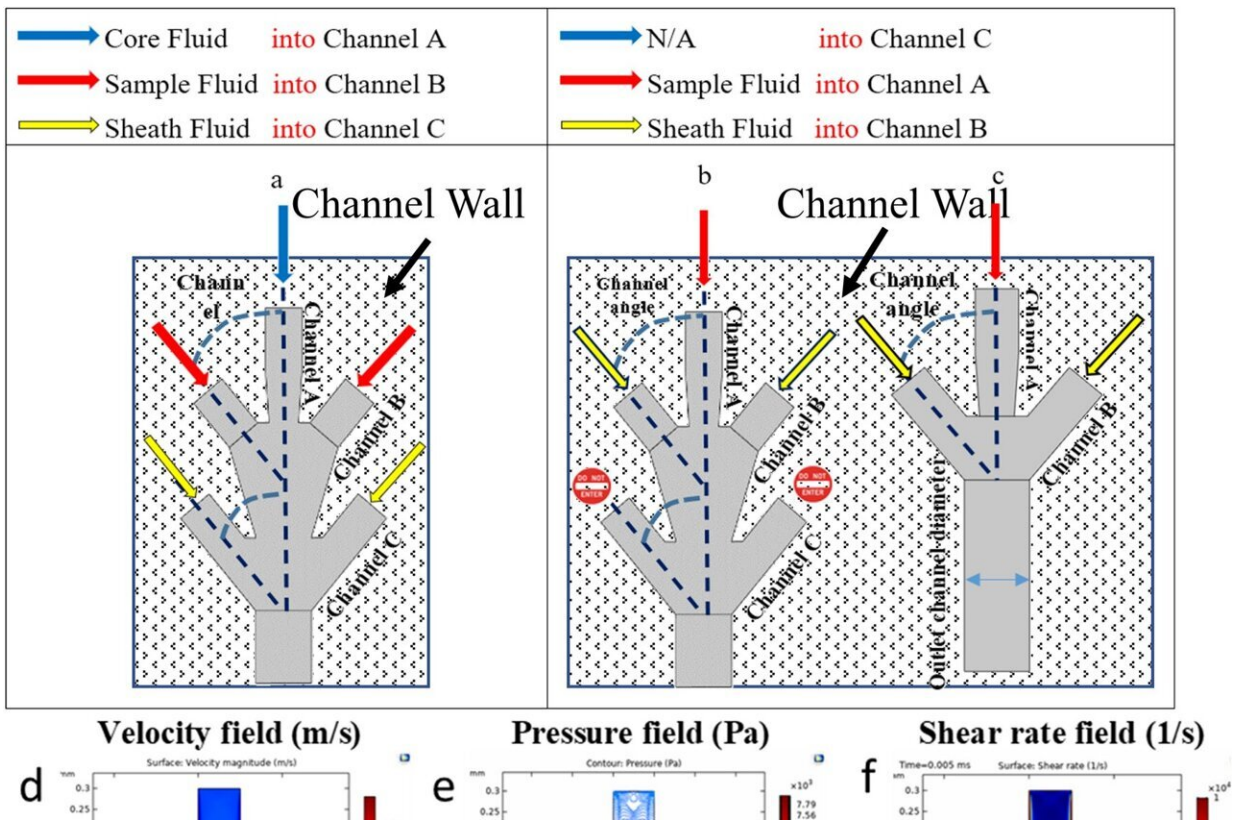 Core Fluid into Channel A
Sample Fluid into Channel B
Sheath Fluid into Channel C
N/A into Channel C
Sample Fluid into Channel A
Sheath Fluid into Channel B
a
Channel Wall
Chann
el
Channel A
Channel B
Channel C
b
c
Channel Wall
Channel
angle
Channel A
Channel B
Channel C
DO NOT
ENTER
DO NOT
ENTER
Channel
angle
Channel A
Channel B
Outlet channel diameter
Velocity field (m/s)
Pressure field (Pa)
Shear rate field (1/s)
d
Surface: Velocity magnitude (m/s)
mm
0.3
0.25
e
Contour: Pressure (Pa)
mm
0.3
0.25
×10³
7.79
7.56
f
Time=0.005 ms Surface: Shear rate (1/s)
mm
0.3
0.25
×10⁴
1